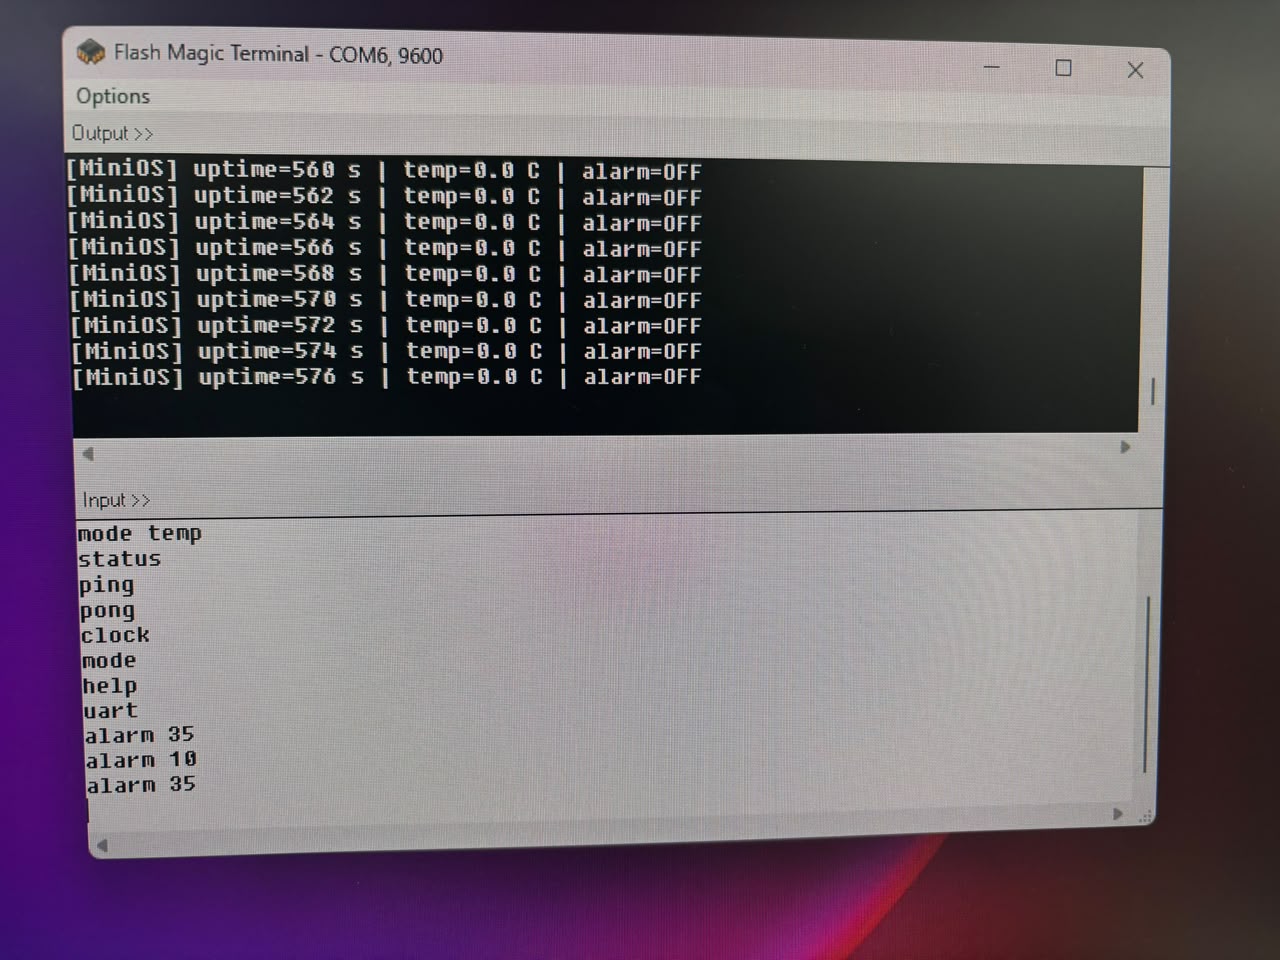 Flash Magic Terminal - COM6, 9600
Options
Output >>
[MiniOS] uptime=560 s | temp=0.0 C | alarm=OFF
[MiniOS] uptime=562 s | temp=0.0 C | alarm=OFF
[MiniOS] uptime=564 s | temp=0.0 C | alarm=OFF
[MiniOS] uptime=566 s | temp=0.0 C | alarm=OFF
[MiniOS] uptime=568 s | temp=0.0 C | alarm=OFF
[MiniOS] uptime=570 s | temp=0.0 C | alarm=OFF
[MiniOS] uptime=572 s | temp=0.0 C | alarm=OFF
[MiniOS] uptime=574 s | temp=0.0 C | alarm=OFF
[MiniOS] uptime=576 s | temp=0.0 C | alarm=OFF
Input >>
mode temp
status
ping
pong
clock
mode
help
uart
alarm 35
alarm 10
alarm 35